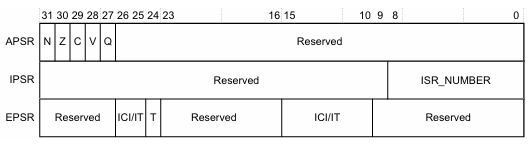 31 30 29 28 27 26 25 24 23 16 15 10 9 8 0
APSR N Z C V Q Reserved
IPSR Reserved ISR_NUMBER
EPSR Reserved ICI/IT T Reserved ICI/IT Reserved